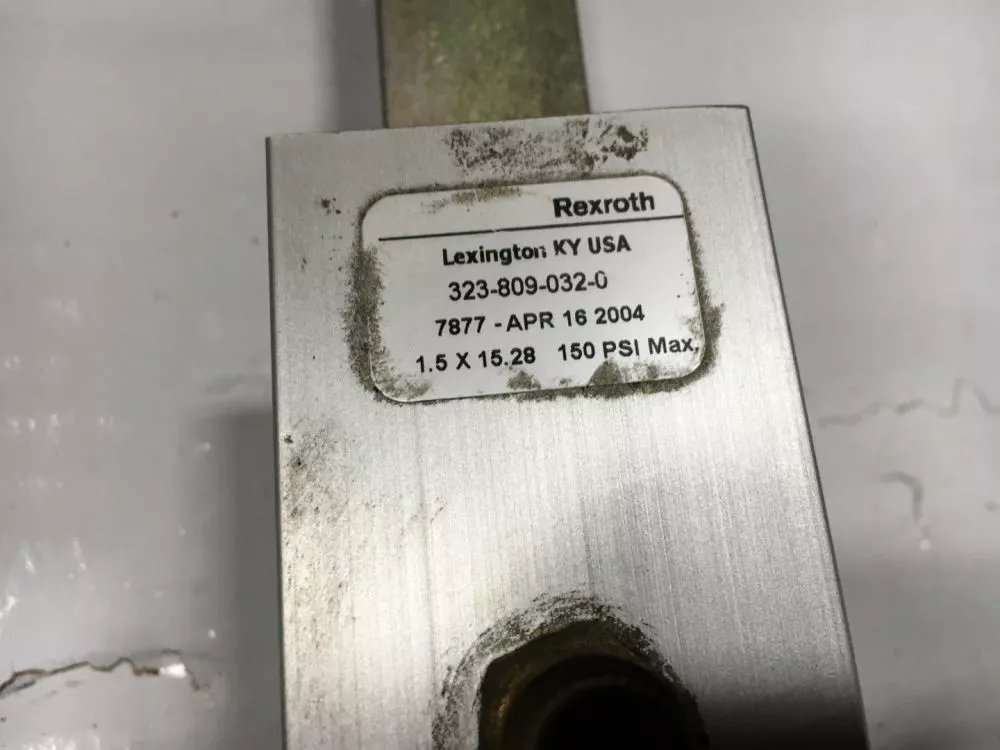 Rexroth
Lexington KY USA
323-809-032-0
7877 - APR 16 2004
1.5 X 15.28 150 PSI Max.